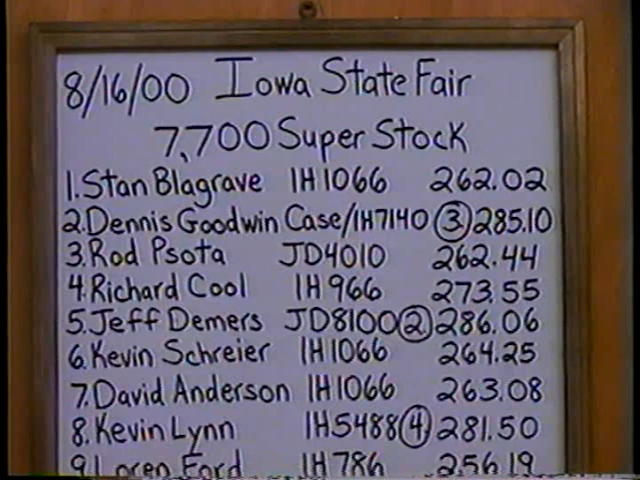 8/16/00 Iowa State Fair
7,700 Super Stock
1. Stan Blagrave IH1066 262.02
2. Dennis Goodwin Case/IH7140 3 285.10
3. Rod Psota JD4010 262.44
4. Richard Cool IH966 273.55
5. Jeff Demers JD8100 2 286.06
6. Kevin Schreier IH1066 264.25
7. David Anderson IH1066 263.08
8. Kevin Lynn IH5488 4 281.50
9. Loren Ford IH786 256.19